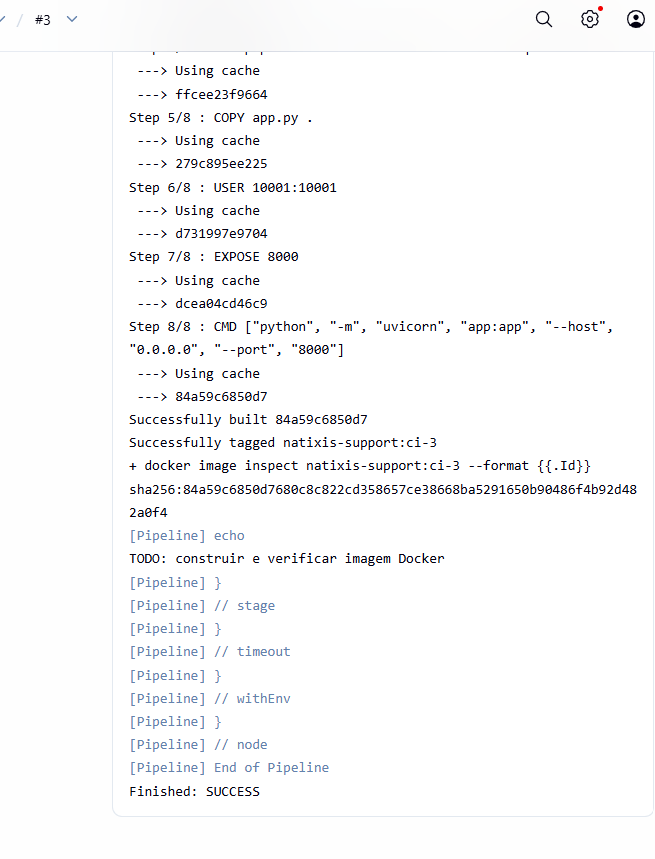 / #3
---> Using cache
---> ffcee23f9664
Step 5/8 : COPY app.py .
---> Using cache
---> 279c895ee225
Step 6/8 : USER 10001:10001
---> Using cache
---> d731997e9704
Step 7/8 : EXPOSE 8000
---> Using cache
---> dcea04cd46c9
Step 8/8 : CMD ["python", "-m", "uvicorn", "app:app", "--host",
"0.0.0.0", "--port", "8000"]
---> Using cache
---> 84a59c6850d7
Successfully built 84a59c6850d7
Successfully tagged natixis-support:ci-3
+ docker image inspect natixis-support:ci-3 --format {{.Id}}
sha256:84a59c6850d7680c8c822cd358657ce38668ba5291650b90486f4b92d48
2a0f4
[Pipeline] echo
TODO: construir e verificar imagem Docker
[Pipeline] }
[Pipeline] // stage
[Pipeline] }
[Pipeline] // timeout
[Pipeline] }
[Pipeline] // withEnv
[Pipeline] }
[Pipeline] // node
[Pipeline] End of Pipeline
Finished: SUCCESS